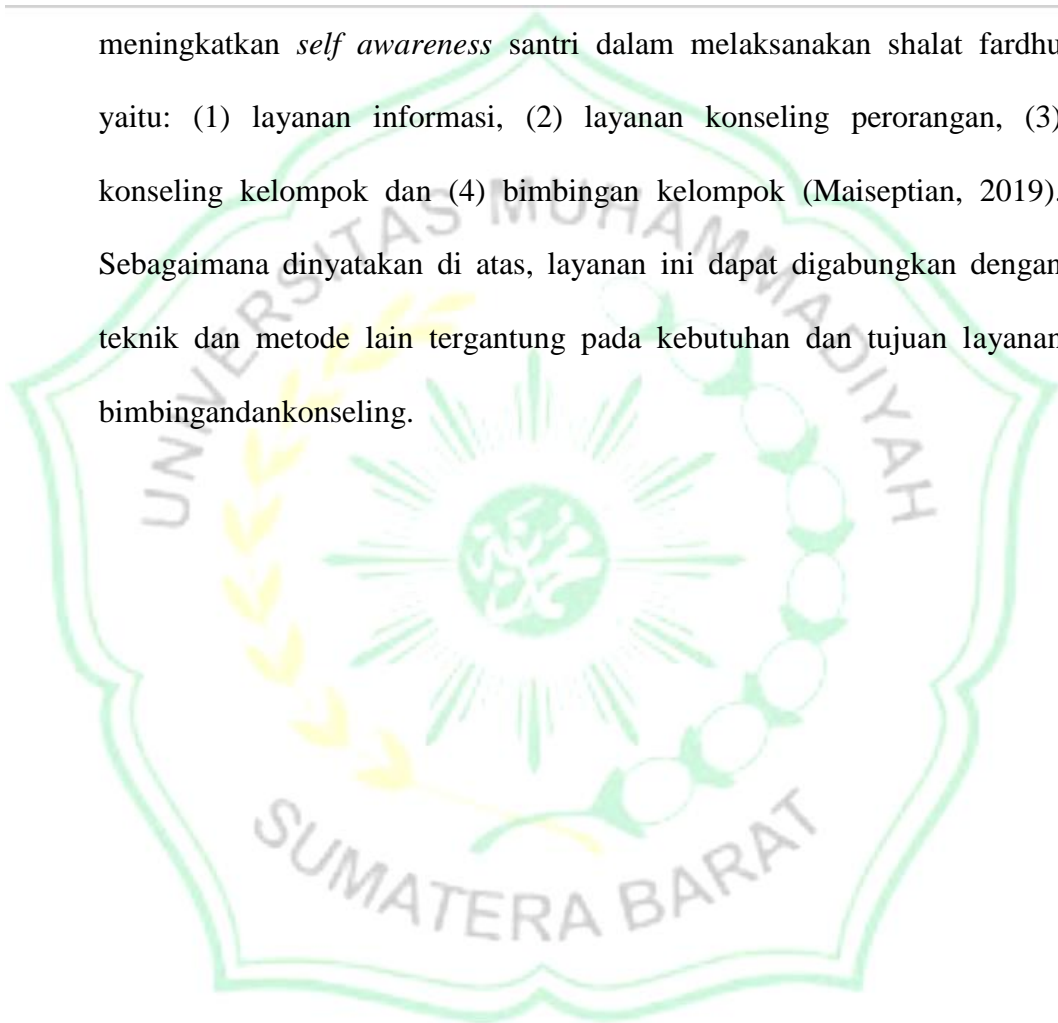 meningkatkan self awareness santri dalam melaksanakan shalat fardhu
yaitu: (1) layanan informasi, (2) layanan konseling perorangan, (3)
konseling kelompok dan (4) bimbingan kelompok (Maiseptian, 2019).
Sebagaimana dinyatakan di atas, layanan ini dapat digabungkan dengan
teknik dan metode lain tergantung pada kebutuhan dan tujuan layanan
bimbingandankonseling.
UNIVERSITAS MUHAMMADIYAH
SUMATERA BARAT